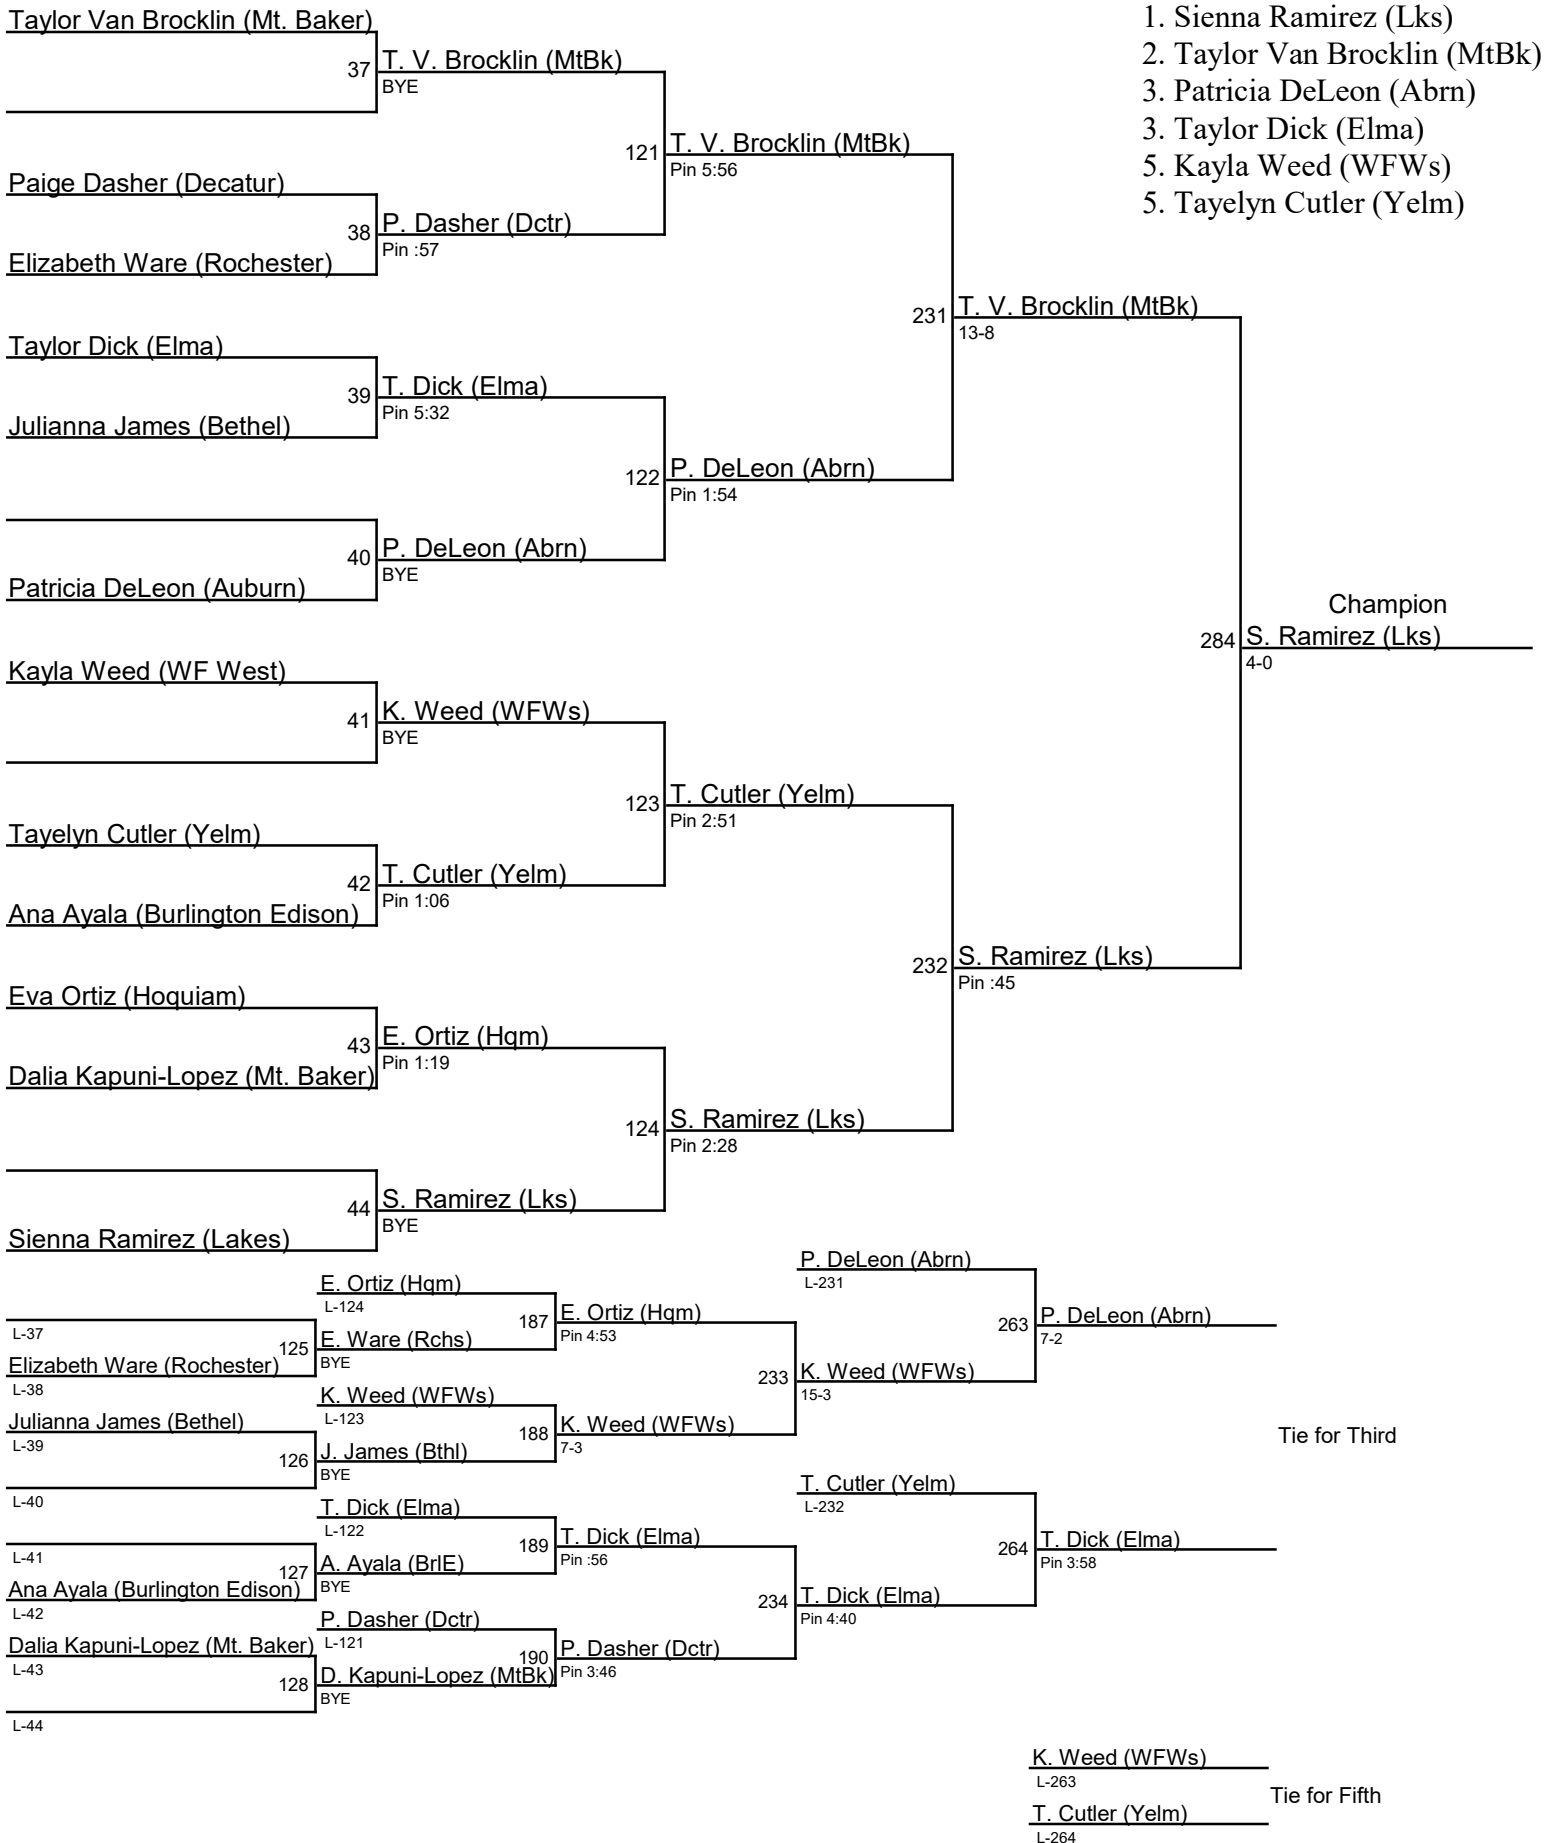 Taylor Van Brocklin (Mt. Baker)
37
T. V. Brocklin (MtBk)
BYE
121
T. V. Brocklin (MtBk)
Pin 5:56
Paige Dasher (Decatur)
38
P. Dasher (Dctr)
Pin :57
Elizabeth Ware (Rochester)
231
T. V. Brocklin (MtBk)
13-8
Taylor Dick (Elma)
39
T. Dick (Elma)
Pin 5:32
Julianna James (Bethel)
122
P. DeLeon (Abrn)
Pin 1:54
40
P. DeLeon (Abrn)
BYE
Patricia DeLeon (Auburn)
Champion
284
S. Ramirez (Lks)
4-0
Kayla Weed (WF West)
41
K. Weed (WFWs)
BYE
123
T. Cutler (Yelm)
Pin 2:51
Tayelyn Cutler (Yelm)
42
T. Cutler (Yelm)
Pin 1:06
Ana Ayala (Burlington Edison)
232
S. Ramirez (Lks)
Pin :45
Eva Ortiz (Hoquiam)
43
E. Ortiz (Hqm)
Pin 1:19
Dalia Kapuni-Lopez (Mt. Baker)
124
S. Ramirez (Lks)
Pin 2:28
44
S. Ramirez (Lks)
BYE
Sienna Ramirez (Lakes)
1. Sienna Ramirez (Lks)
2. Taylor Van Brocklin (MtBk)
3. Patricia DeLeon (Abrn)
3. Taylor Dick (Elma)
5. Kayla Weed (WFWs)
5. Tayelyn Cutler (Yelm)
L-37
Elizabeth Ware (Rochester)
L-38
125
E. Ortiz (Hqm)
L-124
E. Ware (Rchs)
BYE
187
E. Ortiz (Hqm)
Pin 4:53
Julianna James (Bethel)
L-39
L-40
126
K. Weed (WFWs)
L-123
J. James (Bthl)
BYE
188
K. Weed (WFWs)
7-3
233
P. DeLeon (Abrn)
L-231
K. Weed (WFWs)
15-3
263
P. DeLeon (Abrn)
7-2
Tie for Third
L-41
Ana Ayala (Burlington Edison)
L-42
127
T. Dick (Elma)
L-122
A. Ayala (BrlE)
BYE
189
T. Dick (Elma)
Pin :56
Dalia Kapuni-Lopez (Mt. Baker)
L-43
L-44
128
P. Dasher (Dctr)
L-121
D. Kapuni-Lopez (MtBk)
BYE
190
P. Dasher (Dctr)
Pin 3:46
234
T. Cutler (Yelm)
L-232
T. Dick (Elma)
Pin 4:40
264
T. Dick (Elma)
Pin 3:58
K. Weed (WFWs)
L-263
Tie for Fifth
T. Cutler (Yelm)
L-264